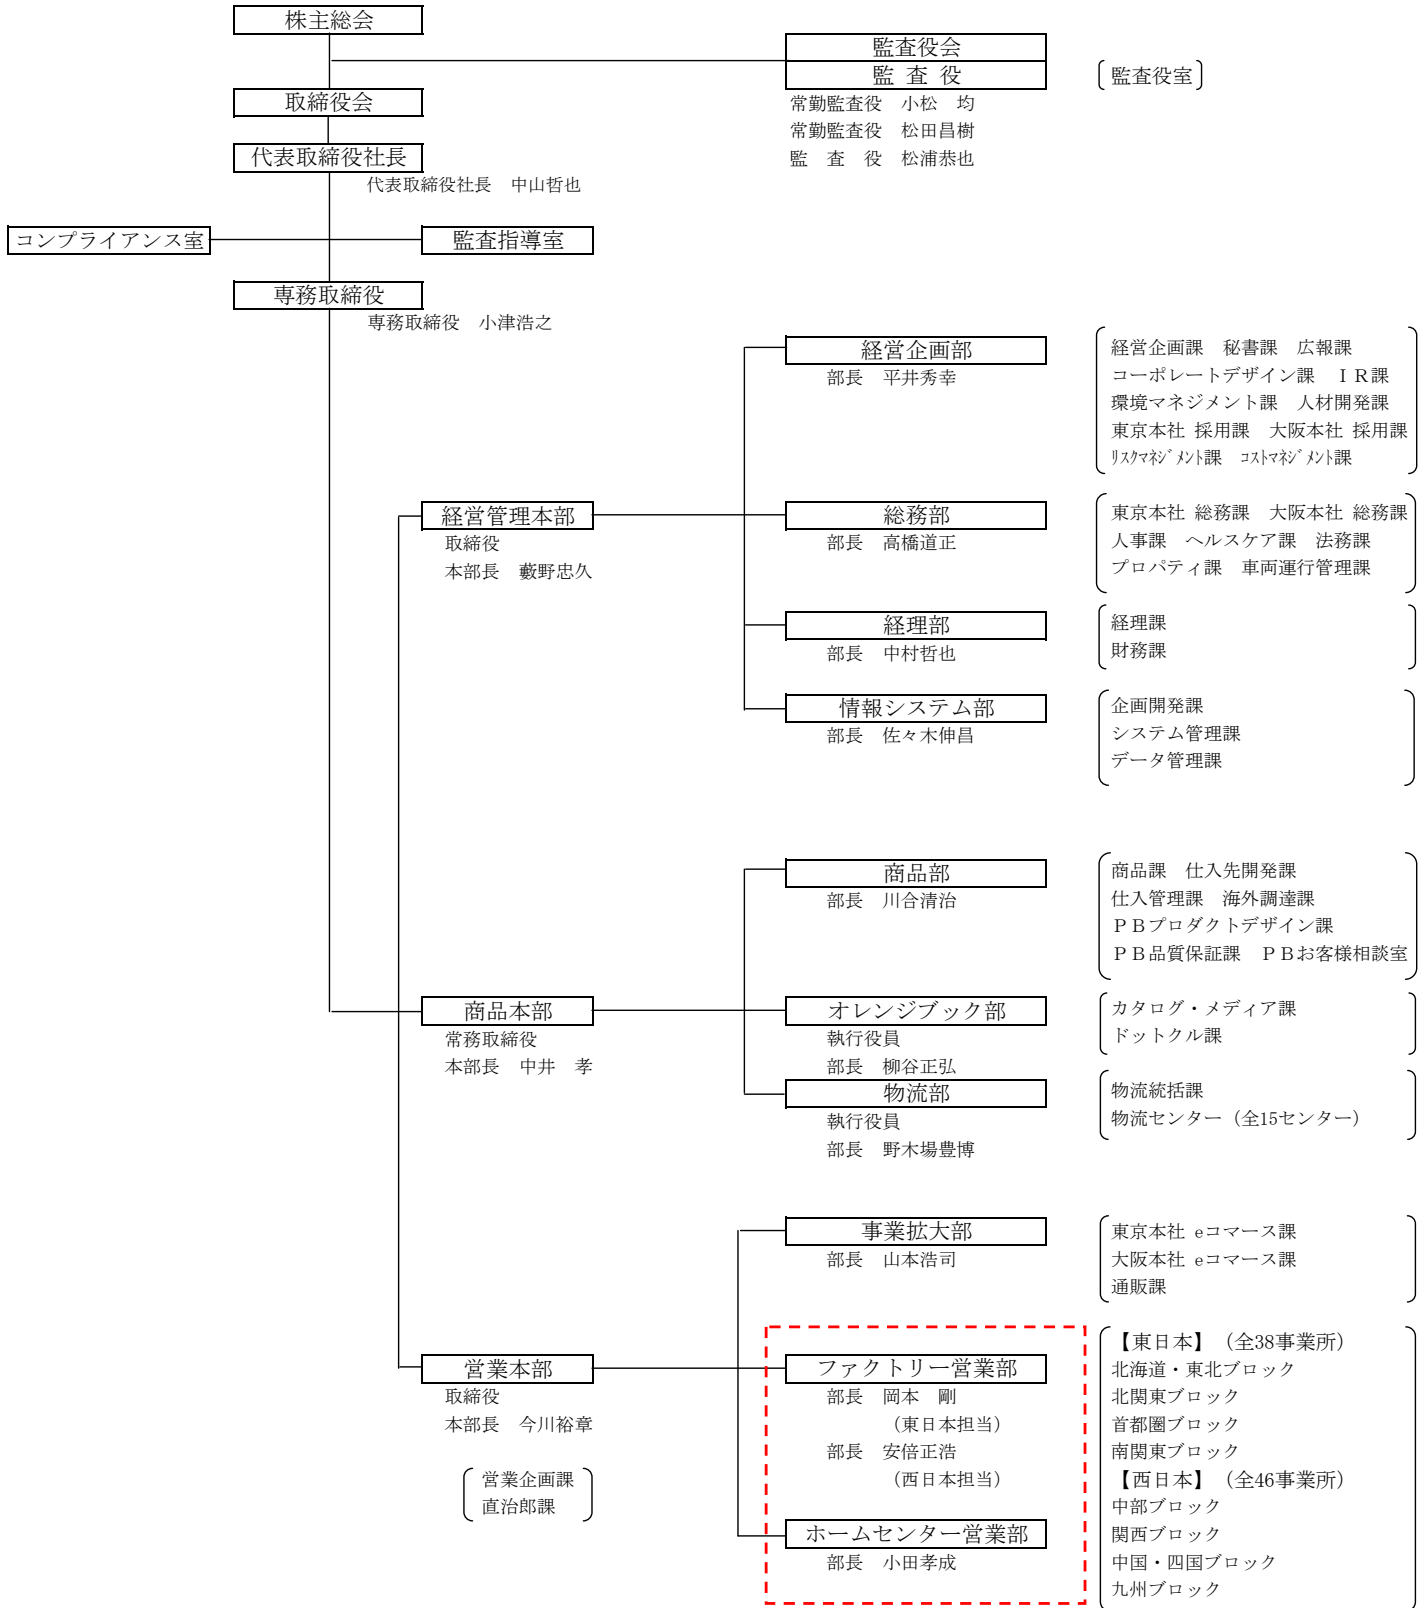 株主総会
監査役会
監 査 役
監査役室
常勤監査役　小松　均
常勤監査役　松田昌樹
監　査　役　松浦恭也
取締役会
代表取締役社長
代表取締役社長　中山哲也
コンプライアンス室
監査指導室
専務取締役
専務取締役　小津浩之
経営企画部
部長　平井秀幸
経営企画課　秘書課　広報課
コーポレートデザイン課　ＩＲ課
環境マネジメント課　人材開発課
東京本社 採用課　大阪本社 採用課
ﾘｽｸﾏﾈｼﾞﾒﾝﾄ課　ｺｽﾄﾏﾈｼﾞﾒﾝﾄ課
経営管理本部
取締役
本部長　藪野忠久
総務部
部長　高橋道正
東京本社 総務課　大阪本社 総務課
人事課　ヘルスケア課　法務課
プロパティ課　車両運行管理課
経理部
部長　中村哲也
経理課
財務課
情報システム部
部長　佐々木伸昌
企画開発課
システム管理課
データ管理課
商品部
部長　川合清治
商品課　仕入先開発課
仕入管理課　海外調達課
ＰＢプロダクトデザイン課
ＰＢ品質保証課　ＰＢお客様相談室
商品本部
常務取締役
本部長　中井　孝
オレンジブック部
執行役員
部長　柳谷正弘
カタログ・メディア課
ドットクル課
物流部
執行役員
部長　野木場豊博
物流統括課
物流センター（全15センター）
事業拡大部
部長　山本浩司
東京本社 eコマース課
大阪本社 eコマース課
通販課
営業本部
取締役
本部長　今川裕章
営業企画課
直治郎課
ファクトリー営業部
部長　岡本　剛
（東日本担当）
部長　安倍正浩
（西日本担当）
ホームセンター営業部
部長　小田孝成
【東日本】（全38事業所）
北海道・東北ブロック
北関東ブロック
首都圏ブロック
南関東ブロック
【西日本】（全46事業所）
中部ブロック
関西ブロック
中国・四国ブロック
九州ブロック